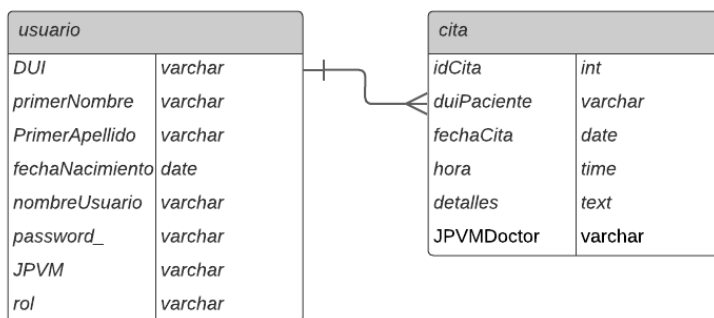 usuario
DUI varchar
primerNombre varchar
PrimerApellido varchar
fechaNacimiento date
nombreUsuario varchar
password_ varchar
JPVM varchar
rol varchar
cita
idCita int
duiPaciente varchar
fechaCita date
hora time
detalles text
JPVMDoctor varchar